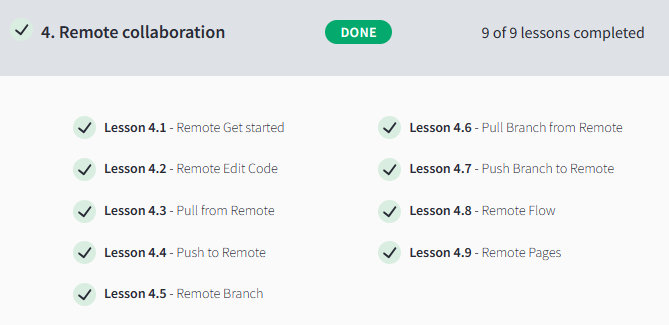 4. Remote collaboration
DONE
9 of 9 lessons completed
Lesson 4.1 - Remote Get started
Lesson 4.2 - Remote Edit Code
Lesson 4.3 - Pull from Remote
Lesson 4.4 - Push to Remote
Lesson 4.5 - Remote Branch
Lesson 4.6 - Pull Branch from Remote
Lesson 4.7 - Push Branch to Remote
Lesson 4.8 - Remote Flow
Lesson 4.9 - Remote Pages